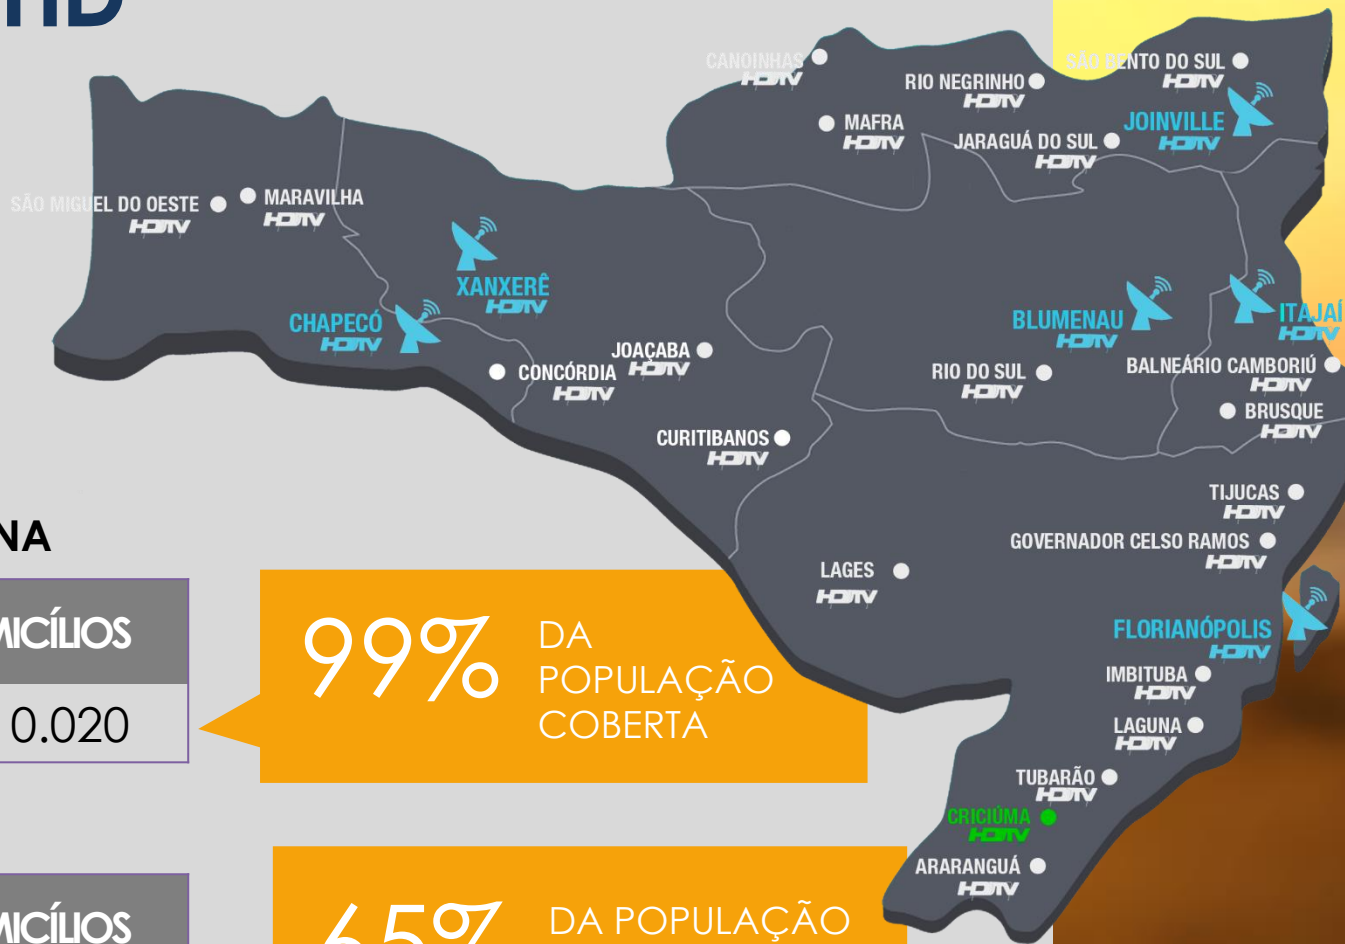 HD
CANOINHAS
HDTV
SÃO BENTO DO SUL
HDTV
RIO NEGRINHO
HDTV
MAFRA
HDTV
JOINVILLE
HDTV
JARAGUÁ DO SUL
HDTV
SÃO MIGUEL DO OESTE
HDTV
MARAVILHA
HDTV
XANXERÊ
HDTV
CHAPECÓ
HDTV
BLUMENAU
HDTV
ITAJAÍ
HDTV
JOAÇABA
HDTV
CONCÓRDIA
HDTV
RIO DO SUL
HDTV
BALNEÁRIO CAMBORIÚ
HDTV
BRUSQUE
HDTV
CURITIBANOS
HDTV
TIJUCAS
HDTV
GOVERNADOR CELSO RAMOS
HDTV
LAGES
HDTV
FLORIANÓPOLIS
HDTV
IMBITUBA
HDTV
LAGUNA
HDTV
TUBARÃO
HDTV
CRICIÚMA
HDTV
ARARANGUÁ
HDTV
NA
MICÍLIOS
0.020
99% DA
POPULAÇÃO
COBERTA
MICÍLIOS
65% DA POPULAÇÃO